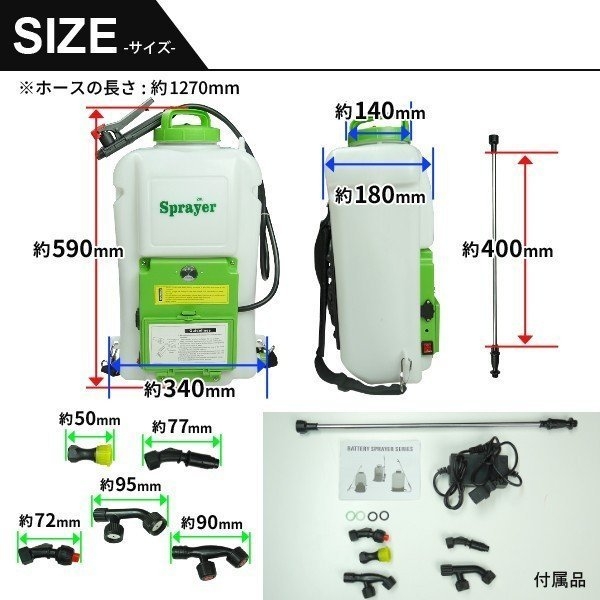 SIZE -サイズ-
※ホースの長さ : 約1270mm
約140mm
約180mm
Sprayer
約590mm
約400mm
約340mm
約50mm
約77mm
約95mm
約72mm
約90mm
BATTERY SPRAYER SERIES
付属品